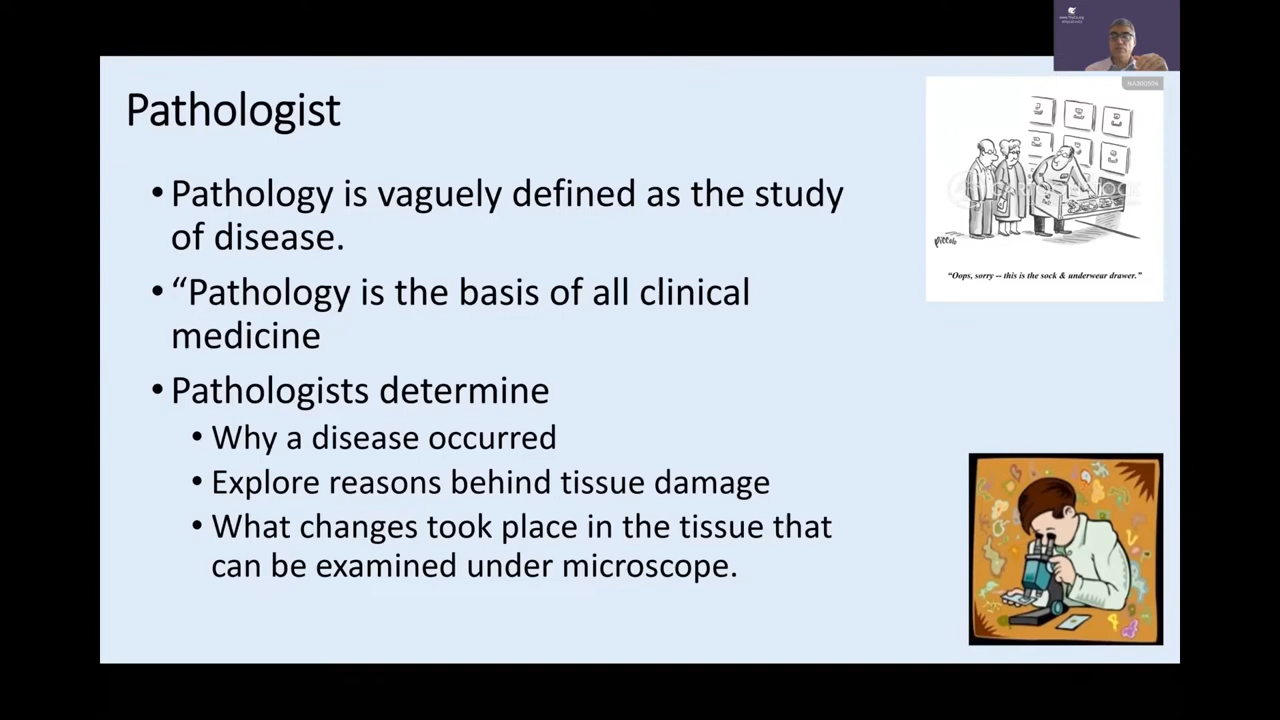 Pathologist
• Pathology is vaguely defined as the study
of disease.
• “Pathology is the basis of all clinical
medicine
• Pathologists determine
• Why a disease occurred
• Explore reasons behind tissue damage
• What changes took place in the tissue that
can be examined under microscope.
piccolo
“Oops, sorry -- this is the sock & underwear drawer.”